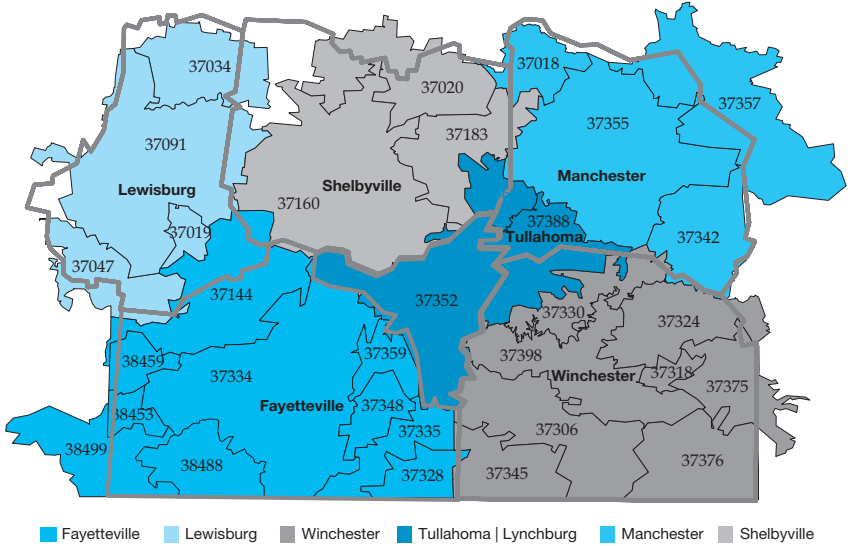 37034
37018
37020
37357
37355
37183
37091
Manchester
Lewisburg
Shelbyville
37160
37388
37019
Tullahoma
37342
37047
37144
37352
37330
37324
38459
37359
37398
37334
Winchester
37318
37375
38453
Fayetteville
37348
37335
37306
38499
38488
37328
37345
37376
Fayetteville
Lewisburg
Winchester
Tullahoma | Lynchburg
Manchester
Shelbyville